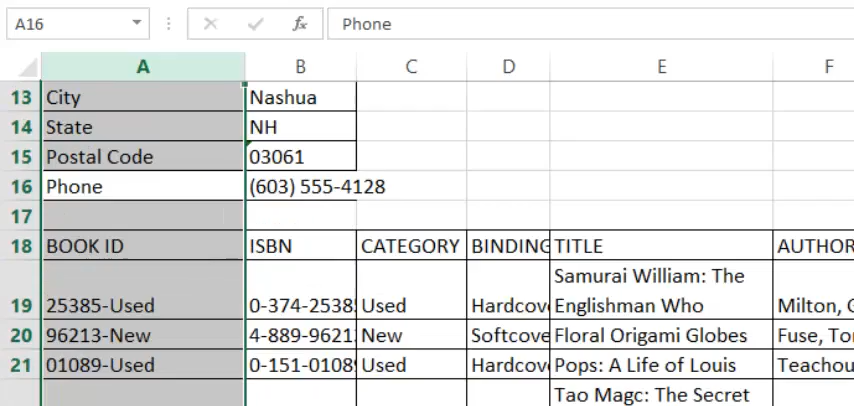 A16 fx Phone
A B C D E F
13 City Nashua
14 State NH
15 Postal Code 03061
16 Phone (603) 555-4128
17
18 BOOK ID ISBN CATEGORY BINDING TITLE AUTHOR
Samurai William: The
19 25385-Used 0-374-2538 Used Hardcov Englishman Who Milton, G
20 96213-New 4-889-9621 New Softcove Floral Origami Globes Fuse, Tor
21 01089-Used 0-151-0108 Used Hardcov Pops: A Life of Louis Teachou
Tao Magc: The Secret